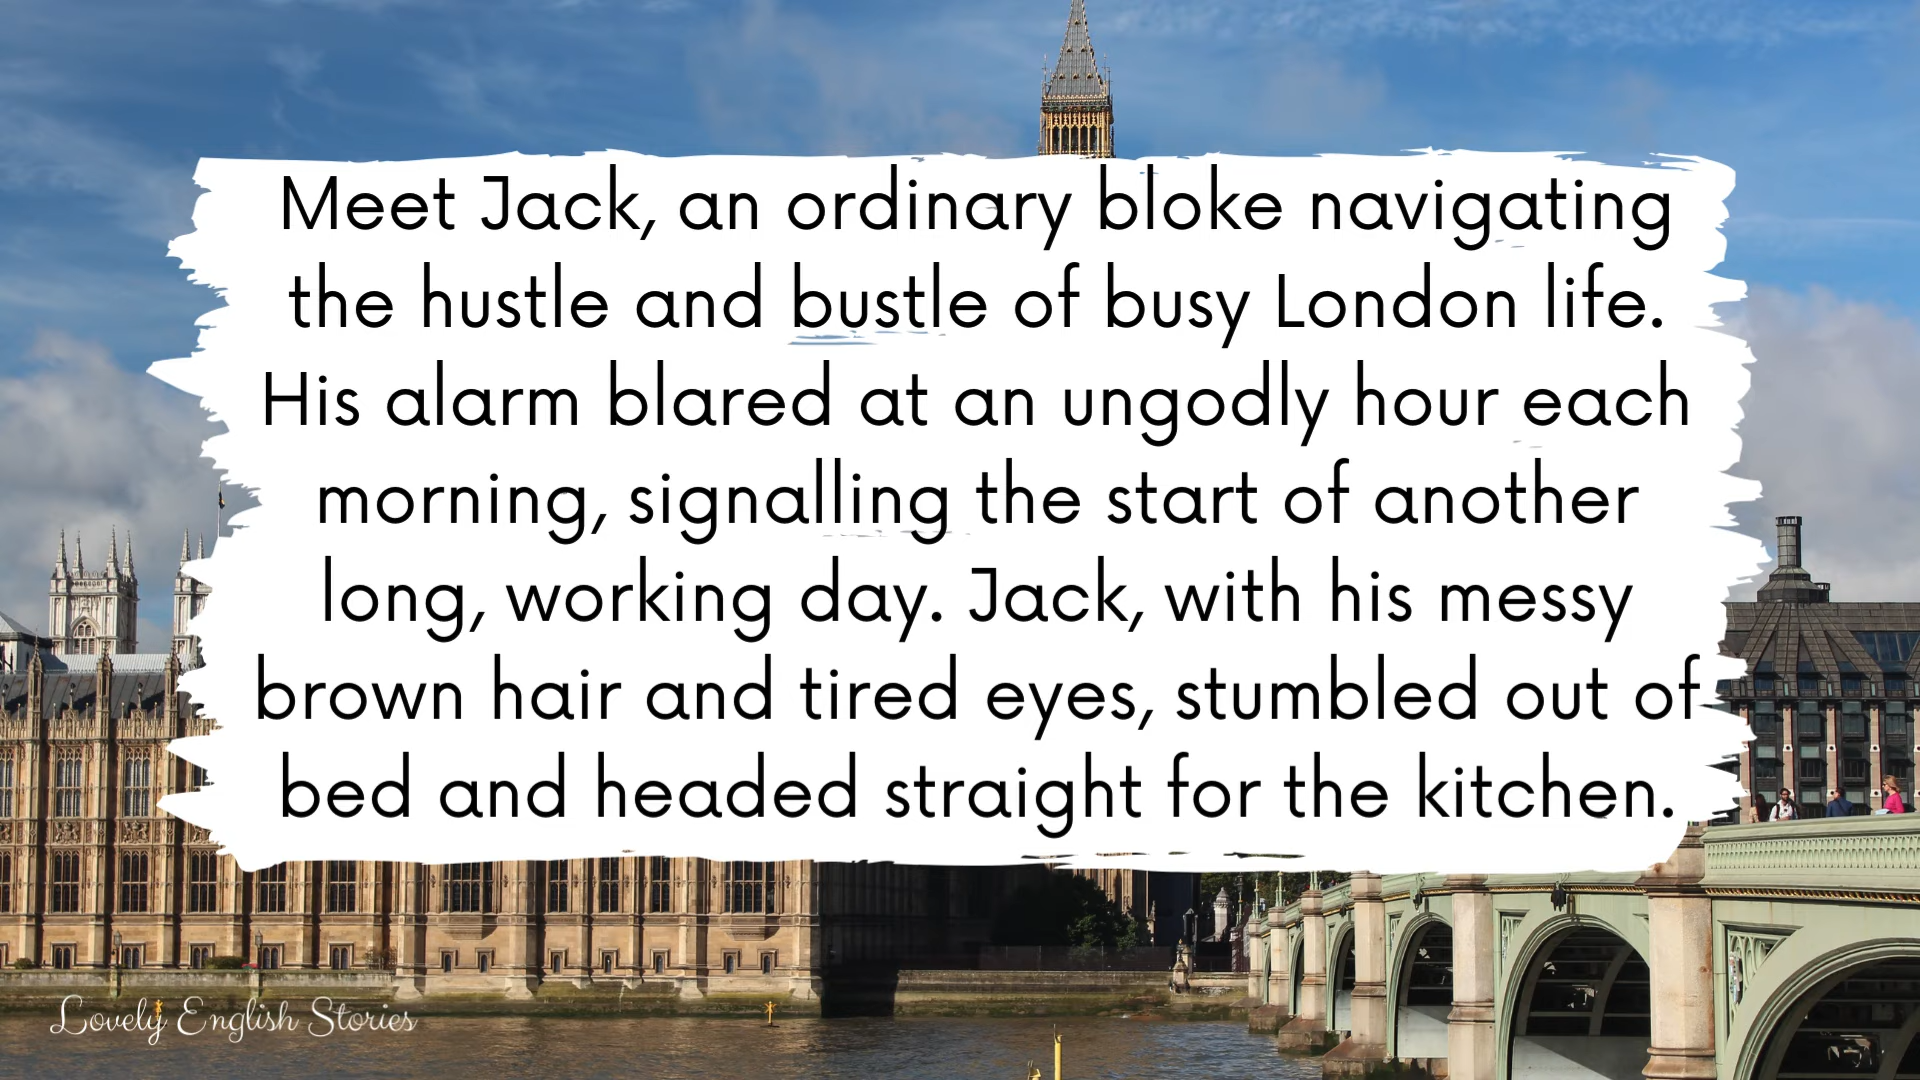 Meet Jack, an ordinary bloke navigating
the hustle and bustle of busy London life.
His alarm blared at an ungodly hour each
morning, signalling the start of another
long, working day. Jack, with his messy
brown hair and tired eyes, stumbled out of
bed and headed straight for the kitchen.
Lovely English Stories